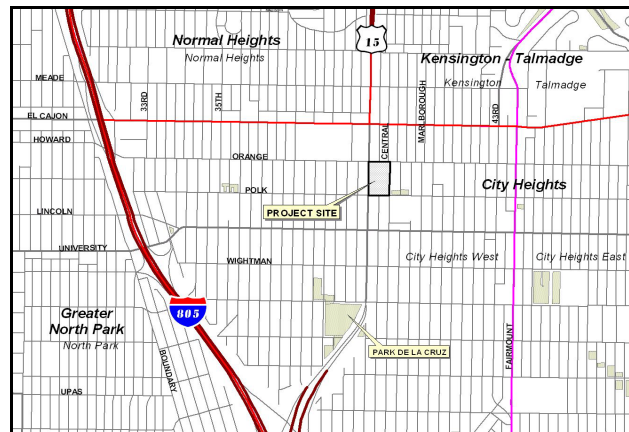 Normal Heights
Normal Heights
15
Kensington - Talmadge
Kensington
Talmadge
MEADE
33RD
35TH
MARLBOROUGH
43RD
EL CAJON
HOWARD
CENTRAL
ORANGE
POLK
City Heights
PROJECT SITE
LINCOLN
UNIVERSITY
WIGHTMAN
City Heights West
City Heights East
Greater
North Park
North Park
805
BOUNDARY
PARK DE LA CRUZ
FAIRMOUNT
UPAS